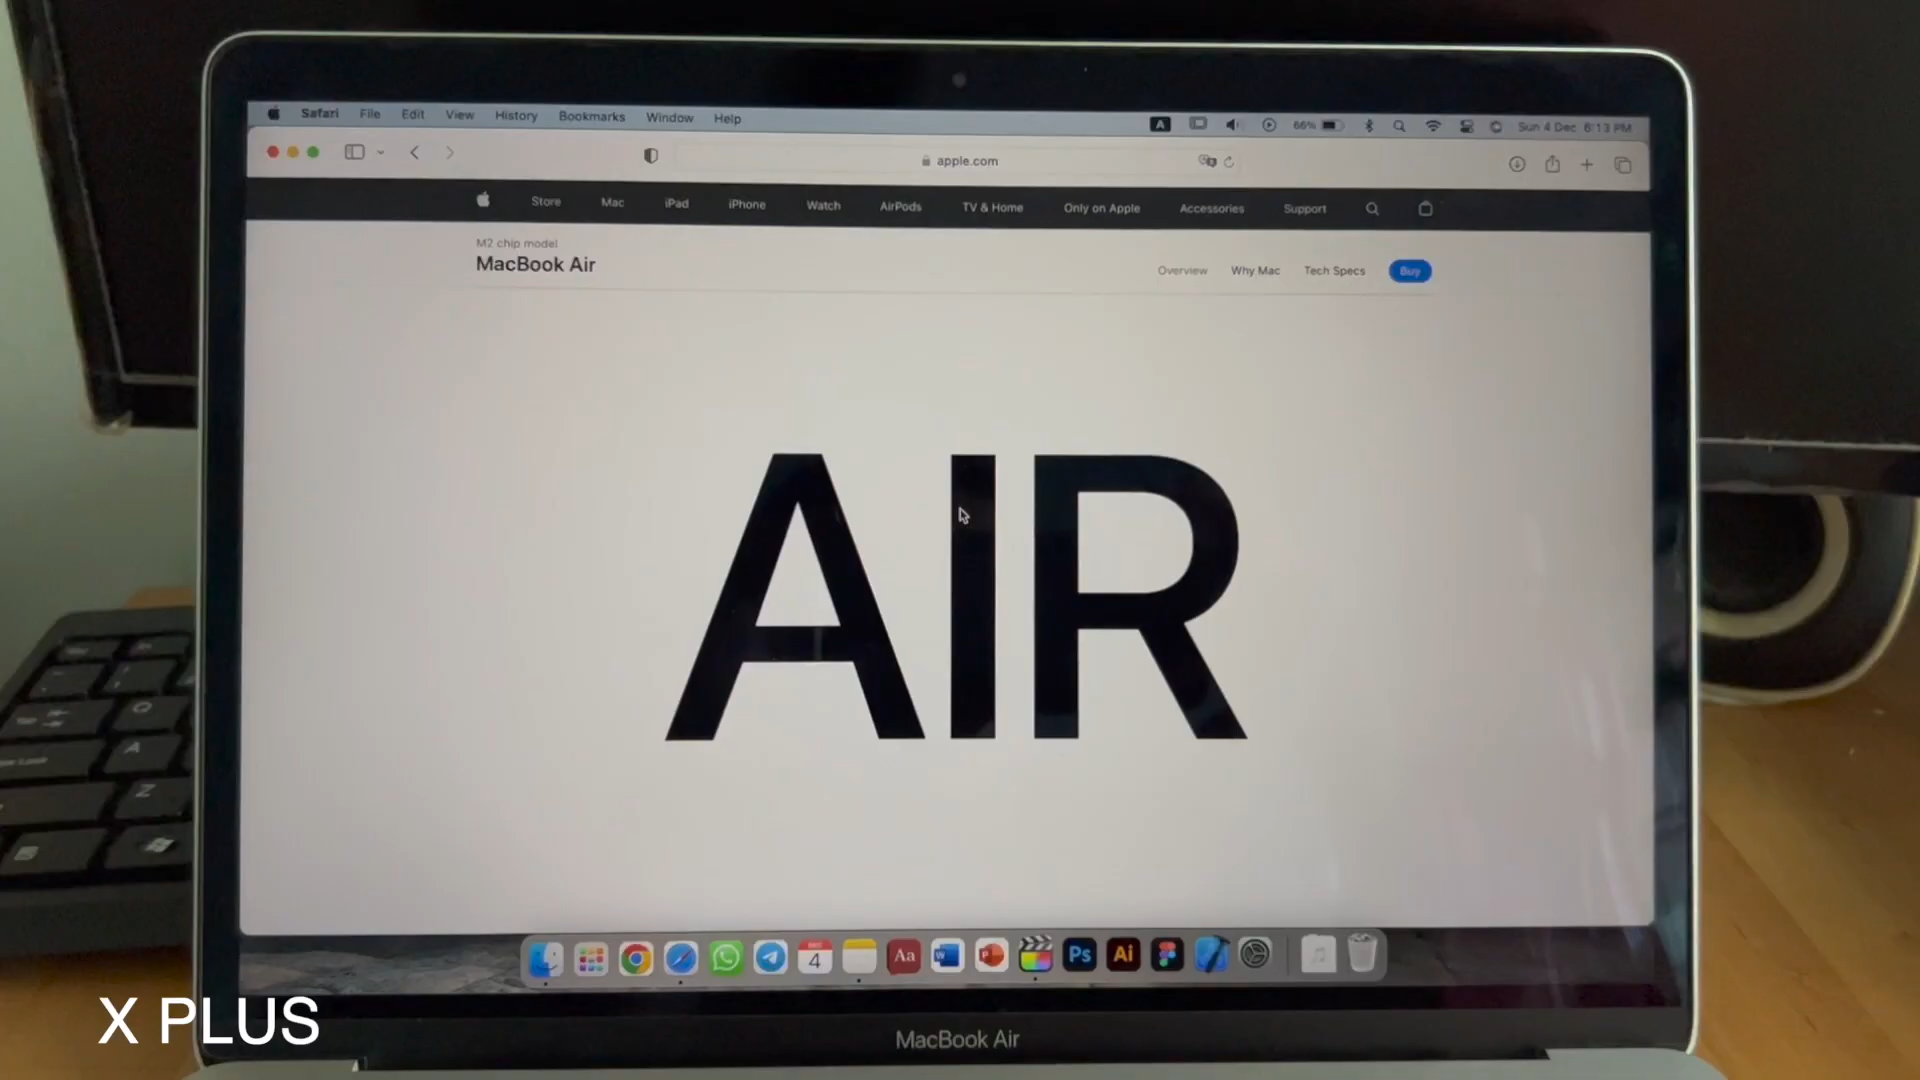 Safari File Edit View History Bookmarks Window Help A 66% Sun 4 Dec 6:13 PM
apple.com
Store Mac iPad iPhone Watch AirPods TV & Home Only on Apple Accessories Support
M2 chip model
MacBook Air
Overview Why Mac Tech Specs Buy
AIR
Q
A
Z
DEC
4
Aa
W
P
Ps
Ai
X PLUS
MacBook Air